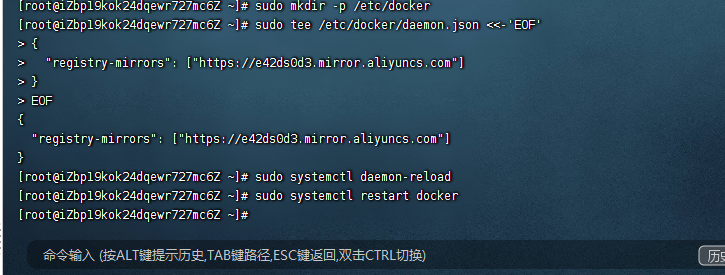 [root@iZbp19kok24dqewr727mc6Z ~]# sudo mkdir -p /etc/docker
[root@iZbp19kok24dqewr727mc6Z ~]# sudo tee /etc/docker/daemon.json <<-'EOF'
> {
>   "registry-mirrors": ["https://e42ds0d3.mirror.aliyuncs.com"]
> }
> EOF
{
  "registry-mirrors": ["https://e42ds0d3.mirror.aliyuncs.com"]
}
[root@iZbp19kok24dqewr727mc6Z ~]# sudo systemctl daemon-reload
[root@iZbp19kok24dqewr727mc6Z ~]# sudo systemctl restart docker
[root@iZbp19kok24dqewr727mc6Z ~]#
命令输入 (按ALT键提示历史,TAB键路径,ESC键返回,双击CTRL切换)
历史